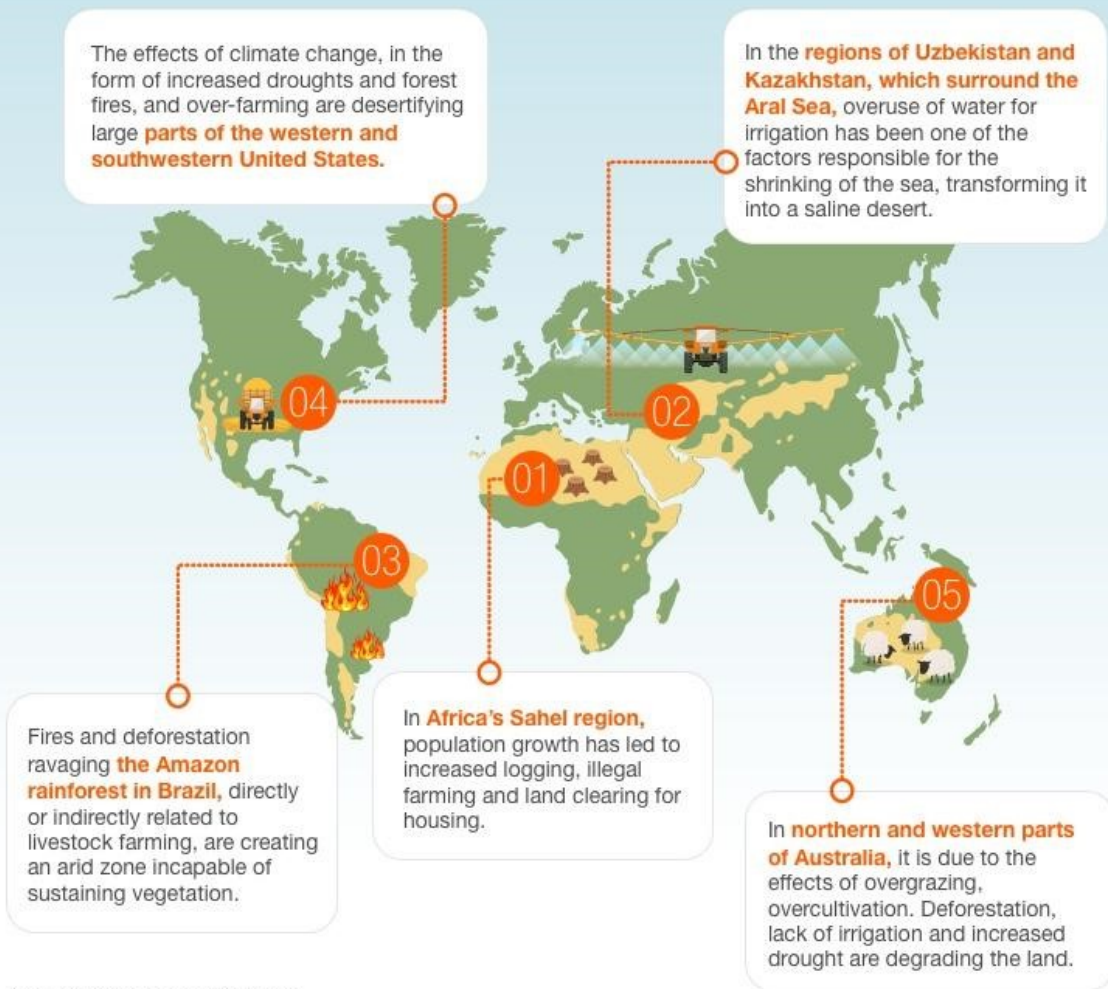 The effects of climate change, in the
form of increased droughts and forest
fires, and over-farming are desertifying
large parts of the western and
southwestern United States.
In the regions of Uzbekistan and
Kazakhstan, which surround the
Aral Sea, overuse of water for
irrigation has been one of the
factors responsible for the
shrinking of the sea, transforming it
into a saline desert.
04
02
01
03
05
Fires and deforestation
ravaging the Amazon
rainforest in Brazil, directly
or indirectly related to
livestock farming, are creating
an arid zone incapable of
sustaining vegetation.
In Africa's Sahel region,
population growth has led to
increased logging, illegal
farming and land clearing for
housing.
In northern and western parts
of Australia, it is due to the
effects of overgrazing,
overcultivation. Deforestation,
lack of irrigation and increased
drought are degrading the land.